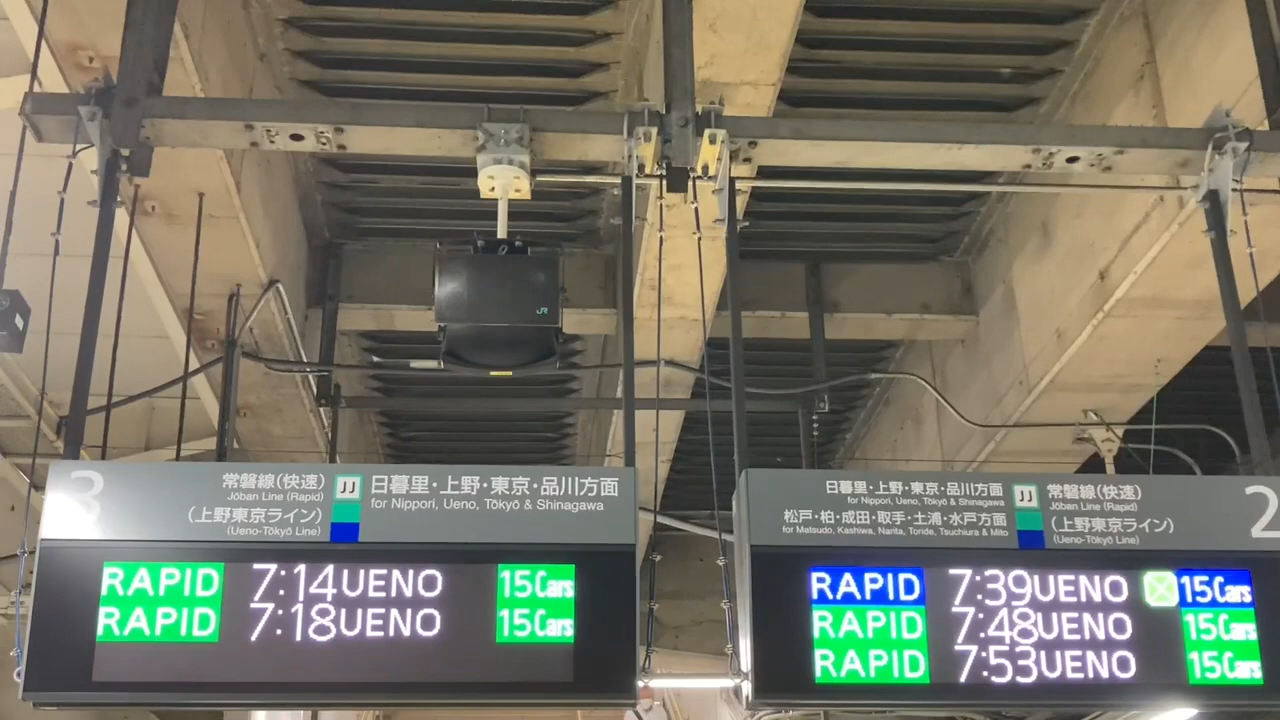 JR
3
常磐線(快速)
Jōban Line (Rapid)
(上野東京ライン)
(Ueno-Tōkyō Line)
JJ
日暮里・上野・東京・品川方面
for Nippori, Ueno, Tōkyō & Shinagawa
RAPID 7:14 UENO 15Cars
RAPID 7:18 UENO 15Cars
日暮里・上野・東京・品川方面
for Nippori, Ueno, Tōkyō & Shinagawa
松戸・柏・成田・取手・土浦・水戸方面
for Matsudo, Kashiwa, Narita, Toride, Tsuchiura & Mito
JJ
常磐線(快速)
Jōban Line (Rapid)
(上野東京ライン)
(Ueno-Tōkyō Line)
2
RAPID 7:39 UENO 15Cars
RAPID 7:48 UENO 15Cars
RAPID 7:53 UENO 15Cars